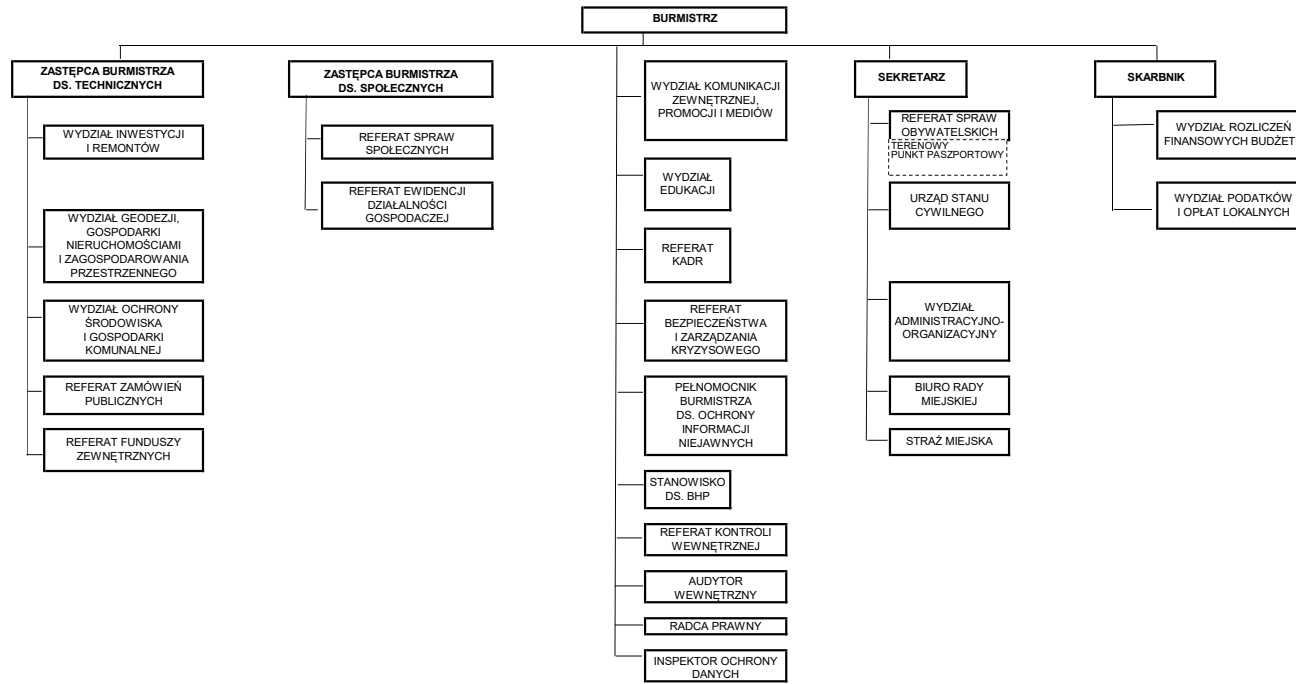 BURMISTRZ
ZASTĘPCA BURMISTRZA
DS. TECHNICZNYCH
WYDZIAŁ INWESTYCJI
I REMONTÓW
WYDZIAŁ GEODEZJI,
GOSPODARKI
NIERUCHOMOŚCIAMI
I ZAGOSPODAROWANIA
PRZESTRZENNEGO
WYDZIAŁ OCHRONY
ŚRODOWISKA
I GOSPODARKI
KOMUNALNEJ
REFERAT ZAMÓWIEŃ
PUBLICZNYCH
REFERAT FUNDUSZY
ZEWNĘTRZNYCH
ZASTĘPCA BURMISTRZA
DS. SPOŁECZNYCH
REFERAT SPRAW
SPOŁECZNYCH
REFERAT EWIDENCJI
DZIAŁALNOŚCI
GOSPODACZEJ
WYDZIAŁ KOMUNIKACJI
ZEWNĘTRZNEJ,
PROMOCJI I MEDIÓW
WYDZIAŁ
EDUKACJI
REFERAT
KADR
REFERAT
BEZPIECZEŃSTWA
I ZARZĄDZANIA
KRYZYSOWEGO
PEŁNOMOCNIK
BURMISTRZA
DS. OCHRONY
INFORMACJI
NIEJAWNYCH
STANOWISKO
DS. BHP
REFERAT KONTROLI
WEWNĘTRZNEJ
AUDYTOR
WEWNĘTRZNY
RADCA PRAWNY
INSPEKTOR OCHRONY
DANYCH
SEKRETARZ
REFERAT SPRAW
OBYWATELSKICH
TERENOWY
PUNKT PASZPORTOWY
URZĄD STANU
CYWILNEGO
WYDZIAŁ
ADMINISTRACYJNO-
ORGANIZACYJNY
BIURO RADY
MIEJSKIEJ
STRAŻ MIEJSKA
SKARBNIK
WYDZIAŁ ROZLICZEŃ
FINANSOWYCH BUDŻET
WYDZIAŁ PODATKÓW
I OPŁAT LOKALNYCH